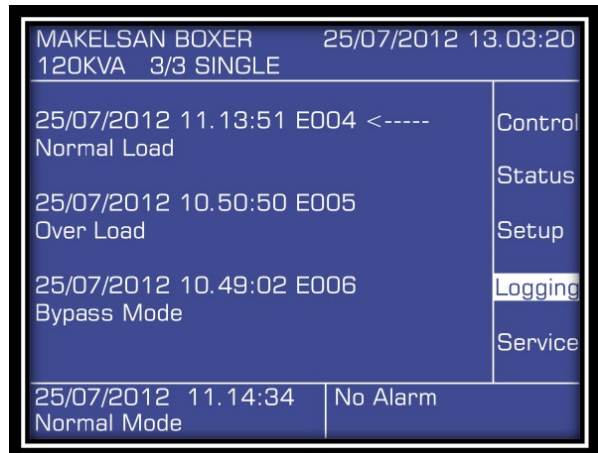 MAKELSAN BOXER 25/07/2012 13.03:20
120KVA 3/3 SINGLE
25/07/2012 11.13:51 E004 <-----
Normal Load
25/07/2012 10.50:50 E005
Over Load
25/07/2012 10.49:02 E006
Bypass Mode
Control
Status
Setup
Logging
Service
25/07/2012 11.14:34
Normal Mode
No Alarm